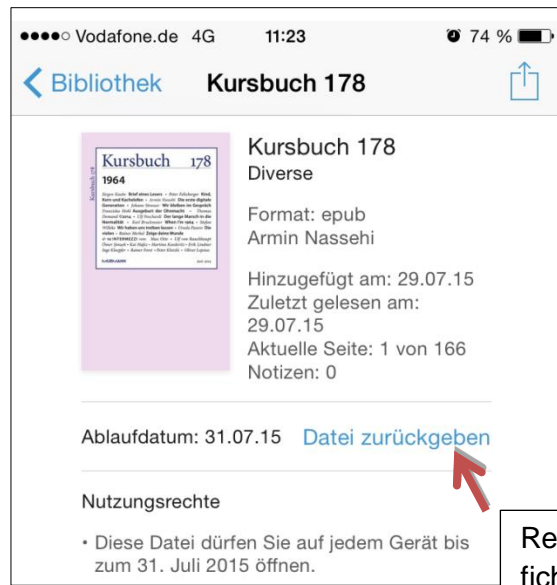 Vodafone.de 4G 11:23 74 %
Bibliothek Kursbuch 178
Kursbuch 178
1964
Kursbuch 178
Diverse
Format: epub
Armin Nassehi
Hinzugefügt am: 29.07.15
Zuletzt gelesen am:
29.07.15
Aktuelle Seite: 1 von 166
Notizen: 0
Ablaufdatum: 31.07.15 Datei zurückgeben
Nutzungsrechte
• Diese Datei dürfen Sie auf jedem Gerät bis
zum 31. Juli 2015 öffnen.
Re
fich